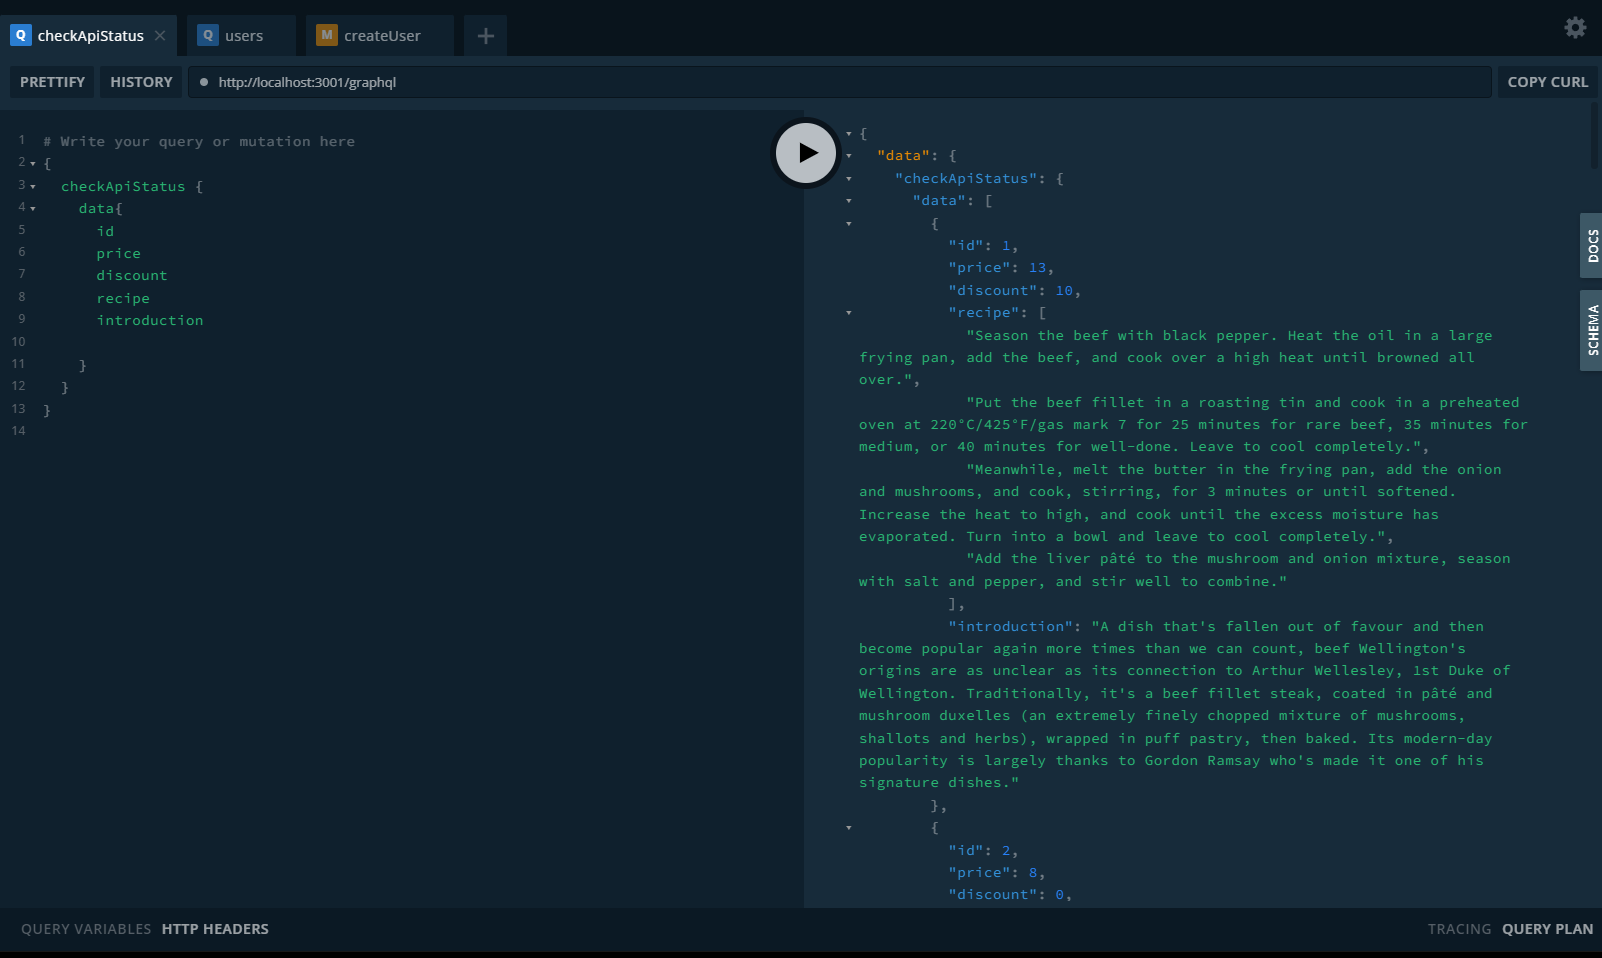 Q checkApiStatus ×
Q users
M createUser
+
PRETTIFY
HISTORY
http://localhost:3001/graphql
COPY CURL
1 # Write your query or mutation here
2 {
3 checkApiStatus {
4 data{
5 id
6 price
7 discount
8 recipe
9 introduction
10
11 }
12 }
13 }
14
{
"data": {
"checkApiStatus": {
"data": [
{
"id": 1,
"price": 13,
"discount": 10,
"recipe": [
"Season the beef with black pepper. Heat the oil in a large
frying pan, add the beef, and cook over a high heat until browned all
over.",
"Put the beef fillet in a roasting tin and cook in a preheated
oven at 220°C/425°F/gas mark 7 for 25 minutes for rare beef, 35 minutes for
medium, or 40 minutes for well-done. Leave to cool completely.",
"Meanwhile, melt the butter in the frying pan, add the onion
and mushrooms, and cook, stirring, for 3 minutes or until softened.
Increase the heat to high, and cook until the excess moisture has
evaporated. Turn into a bowl and leave to cool completely.",
"Add the liver pâté to the mushroom and onion mixture, season
with salt and pepper, and stir well to combine."
],
"introduction": "A dish that's fallen out of favour and then
become popular again more times than we can count, beef Wellington's
origins are as unclear as its connection to Arthur Wellesley, 1st Duke of
Wellington. Traditionally, it's a beef fillet steak, coated in pâté and
mushroom duxelles (an extremely finely chopped mixture of mushrooms,
shallots and herbs), wrapped in puff pastry, then baked. Its modern-day
popularity is largely thanks to Gordon Ramsay who's made it one of his
signature dishes."
},
{
"id": 2,
"price": 8,
"discount": 0,
DOCS
SCHEMA
QUERY VARIABLES
HTTP HEADERS
TRACING
QUERY PLAN